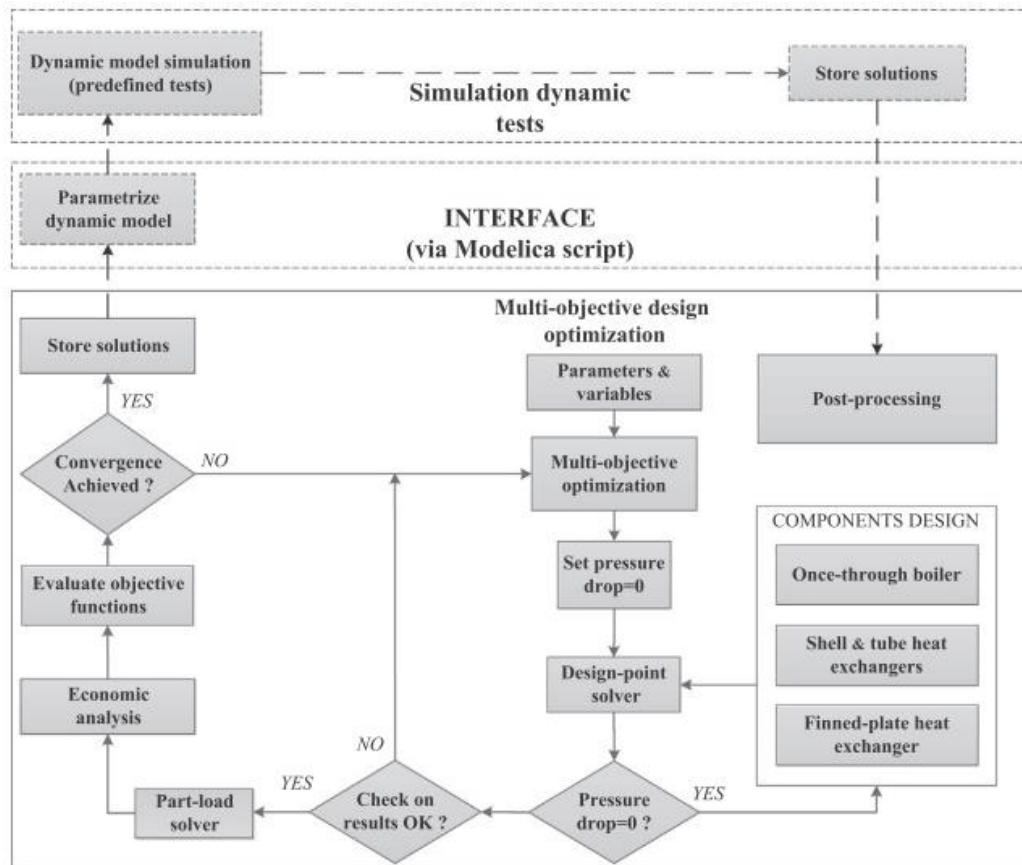 Dynamic model simulation
(predefined tests)
Store solutions
Simulation dynamic
tests
Parametrize
dynamic model
INTERFACE
(via Modelica script)
Multi-objective design
optimization
Store solutions
Parameters &
variables
Post-processing
YES
Convergence
Achieved ?
NO
Multi-objective
optimization
COMPONENTS DESIGN
Set pressure
drop=0
Once-through boiler
Evaluate objective
functions
Shell & tube heat
exchangers
Design-point
solver
Economic
analysis
Finned-plate heat
exchanger
NO
YES
Part-load
solver
Check on
results OK ?
Pressure
drop=0 ?
YES